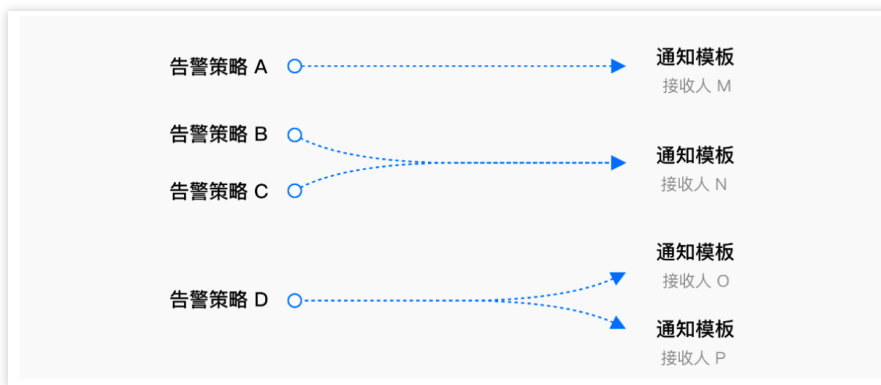 告警策略 A
通知模板
接收人 M
告警策略 B
告警策略 C
通知模板
接收人 N
告警策略 D
通知模板
接收人 O
通知模板
接收人 P